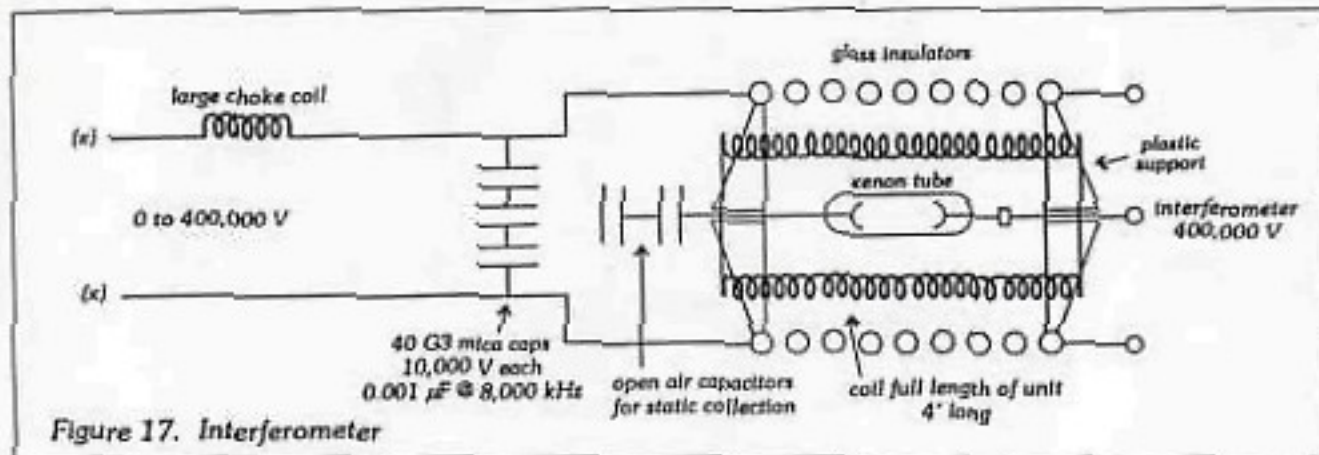 glass insulators
large choke coil
(x)
plastic
support
xenon tube
0 to 400,000 V
interferometer
400,000 V
(x)
40 G3 mica caps
10,000 V each
0.001 µF @ 8,000 kHz
open air capacitors
for static collection
coil full length of unit
4' long
Figure 17. Interferometer